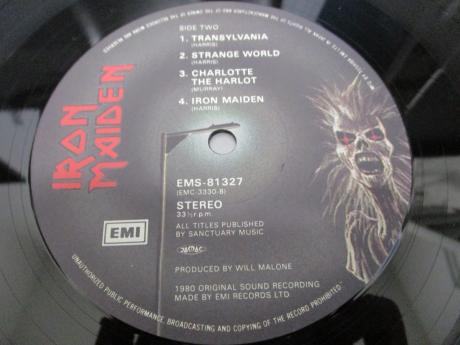 SIDE TWO
1. TRANSYLVANIA
(HARRIS)
2. STRANGE WORLD
(HARRIS)
3. CHARLOTTE
THE HARLOT
(MURRAY)
4. IRON MAIDEN
(HARRIS)
IRON
MAIDEN
EMS-81327
(EMC-3330-B)
STEREO
33⅓ r.p.m.
EMI
ALL TITLES PUBLISHED
BY SANCTUARY MUSIC
PRODUCED BY WILL MALONE
1980 ORIGINAL SOUND RECORDING
MADE BY EMI RECORDS LTD
UNAUTHORIZED PUBLIC PERFORMANCE, BROADCASTING AND COPYING OF THE RECORD PROHIBITED